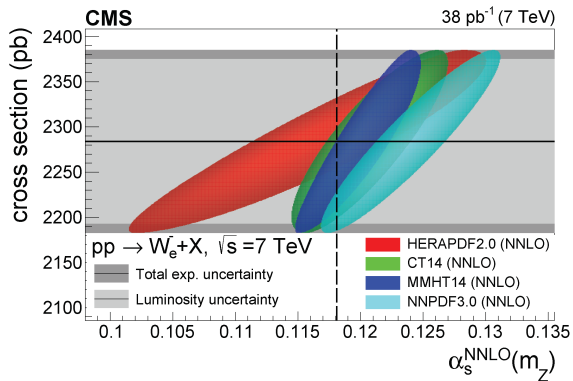 CMS 38 pb⁻¹ (7 TeV)
cross section (pb)
2400
2350
2300
2250
2200
2150
2100
pp → W⁻ₑ+X, √s =7 TeV
Total exp. uncertainty
Luminosity uncertainty
HERAPDF2.0 (NNLO)
CT14 (NNLO)
MMHT14 (NNLO)
NNPDF3.0 (NNLO)
0.1 0.105 0.11 0.115 0.12 0.125 0.13 0.135
αₛᴺᴺᴸᴼ(m_Z)